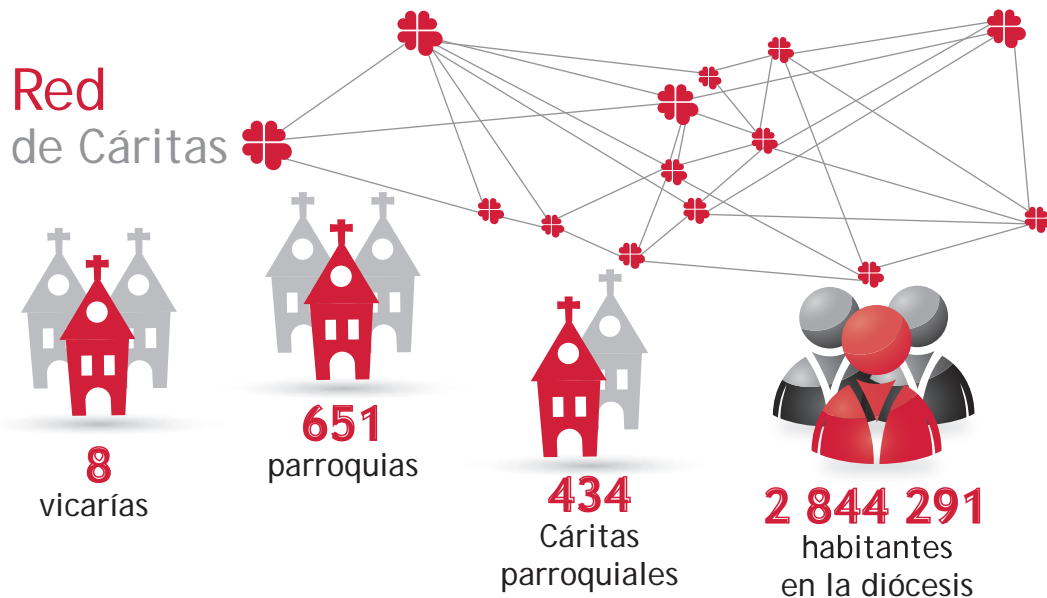 Red
de Cáritas
8
vicarías
651
parroquias
434
Cáritas
parroquiales
2 844 291
habitantes
en la diócesis